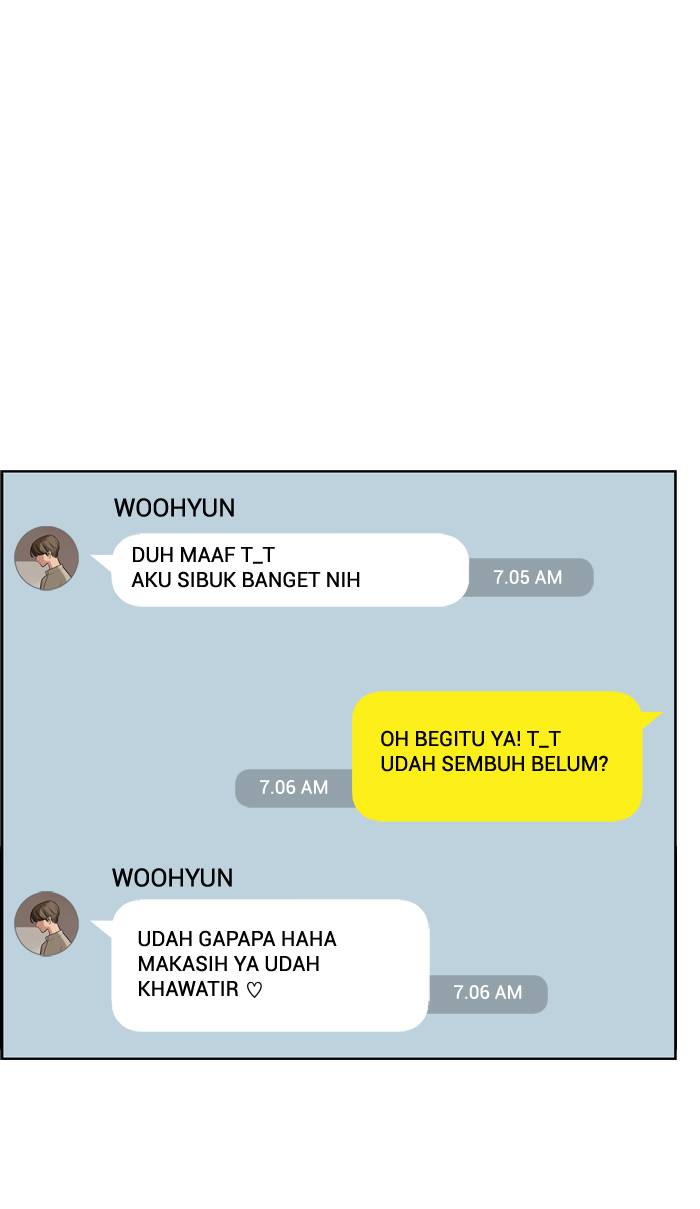 WOOHYUN
DUH MAAF T_T
AKU SIBUK BANGET NIH
7.05 AM
OH BEGITU YA! T_T
UDAH SEMBUH BELUM?
7.06 AM
WOOHYUN
UDAH GAPAPA HAHA
MAKASIH YA UDAH
KHAWATIR ♡
7.06 AM